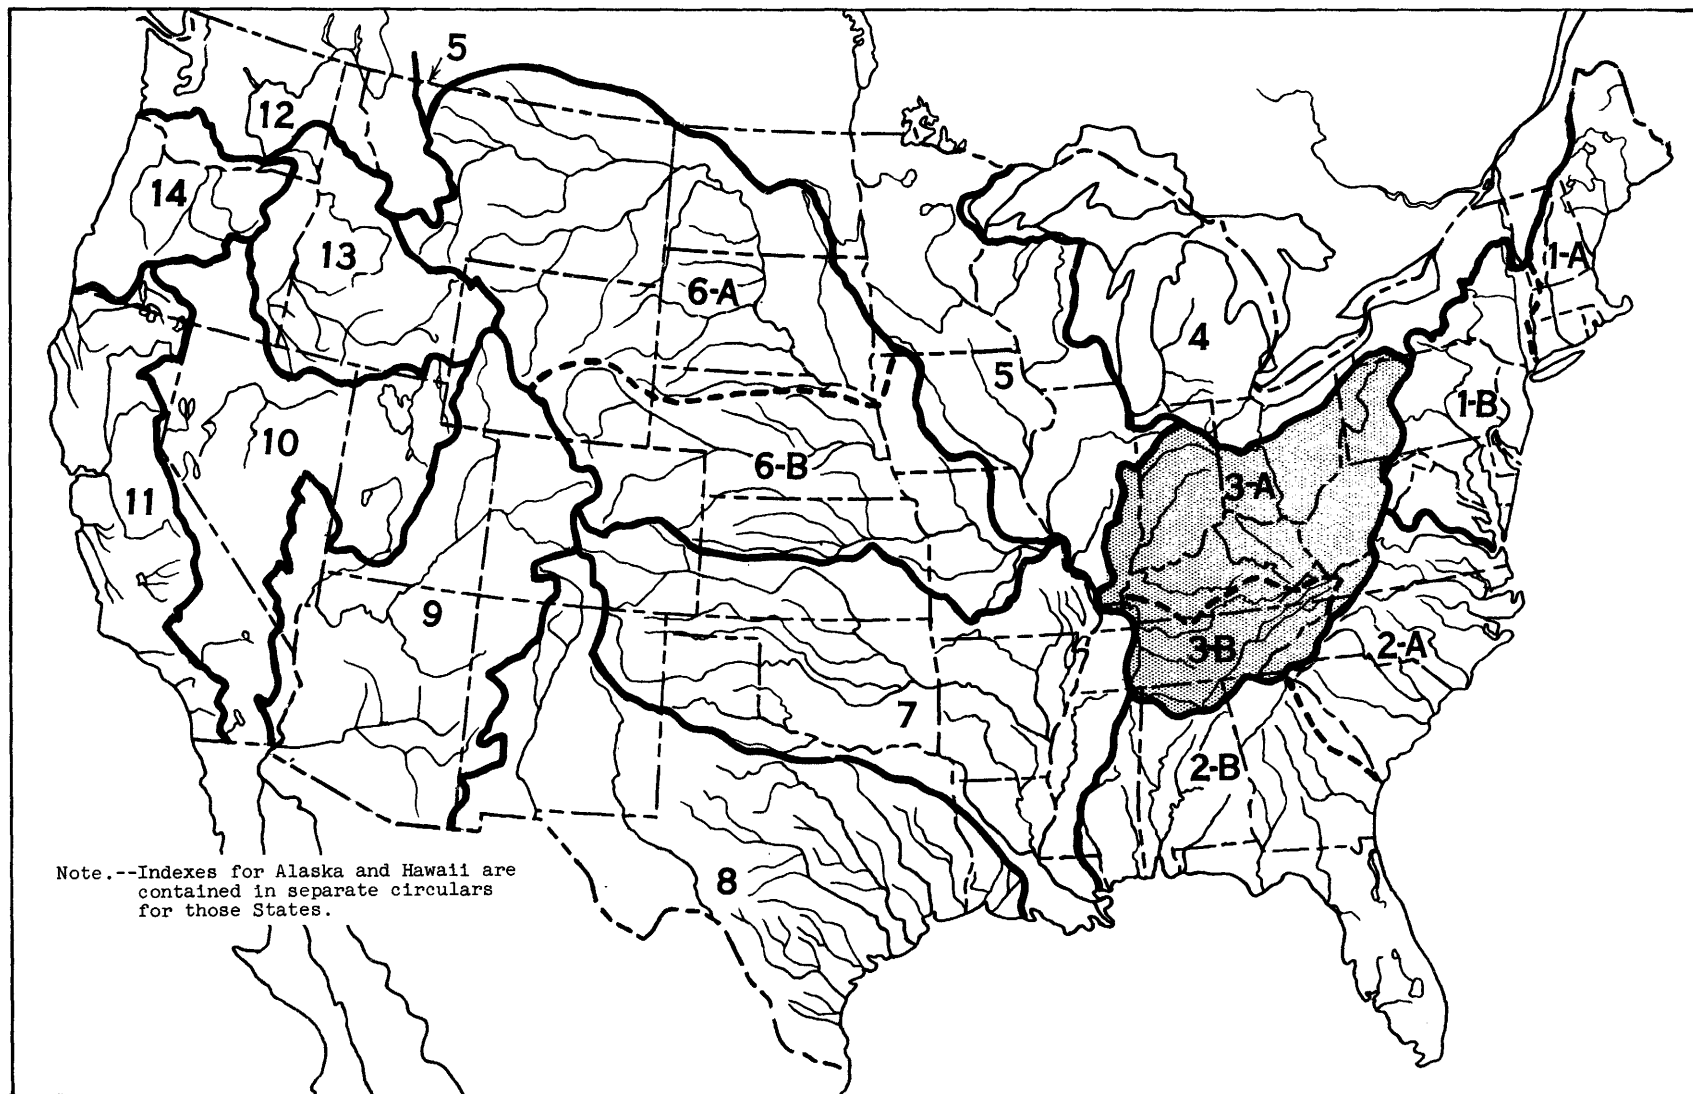 5
12
14
13
6-A
1-A
4
5
1-B
10
6-B
3-A
11
9
3-B
2-A
7
2-B
8
Note.--Indexes for Alaska and Hawaii are
contained in separate circulars
for those States.